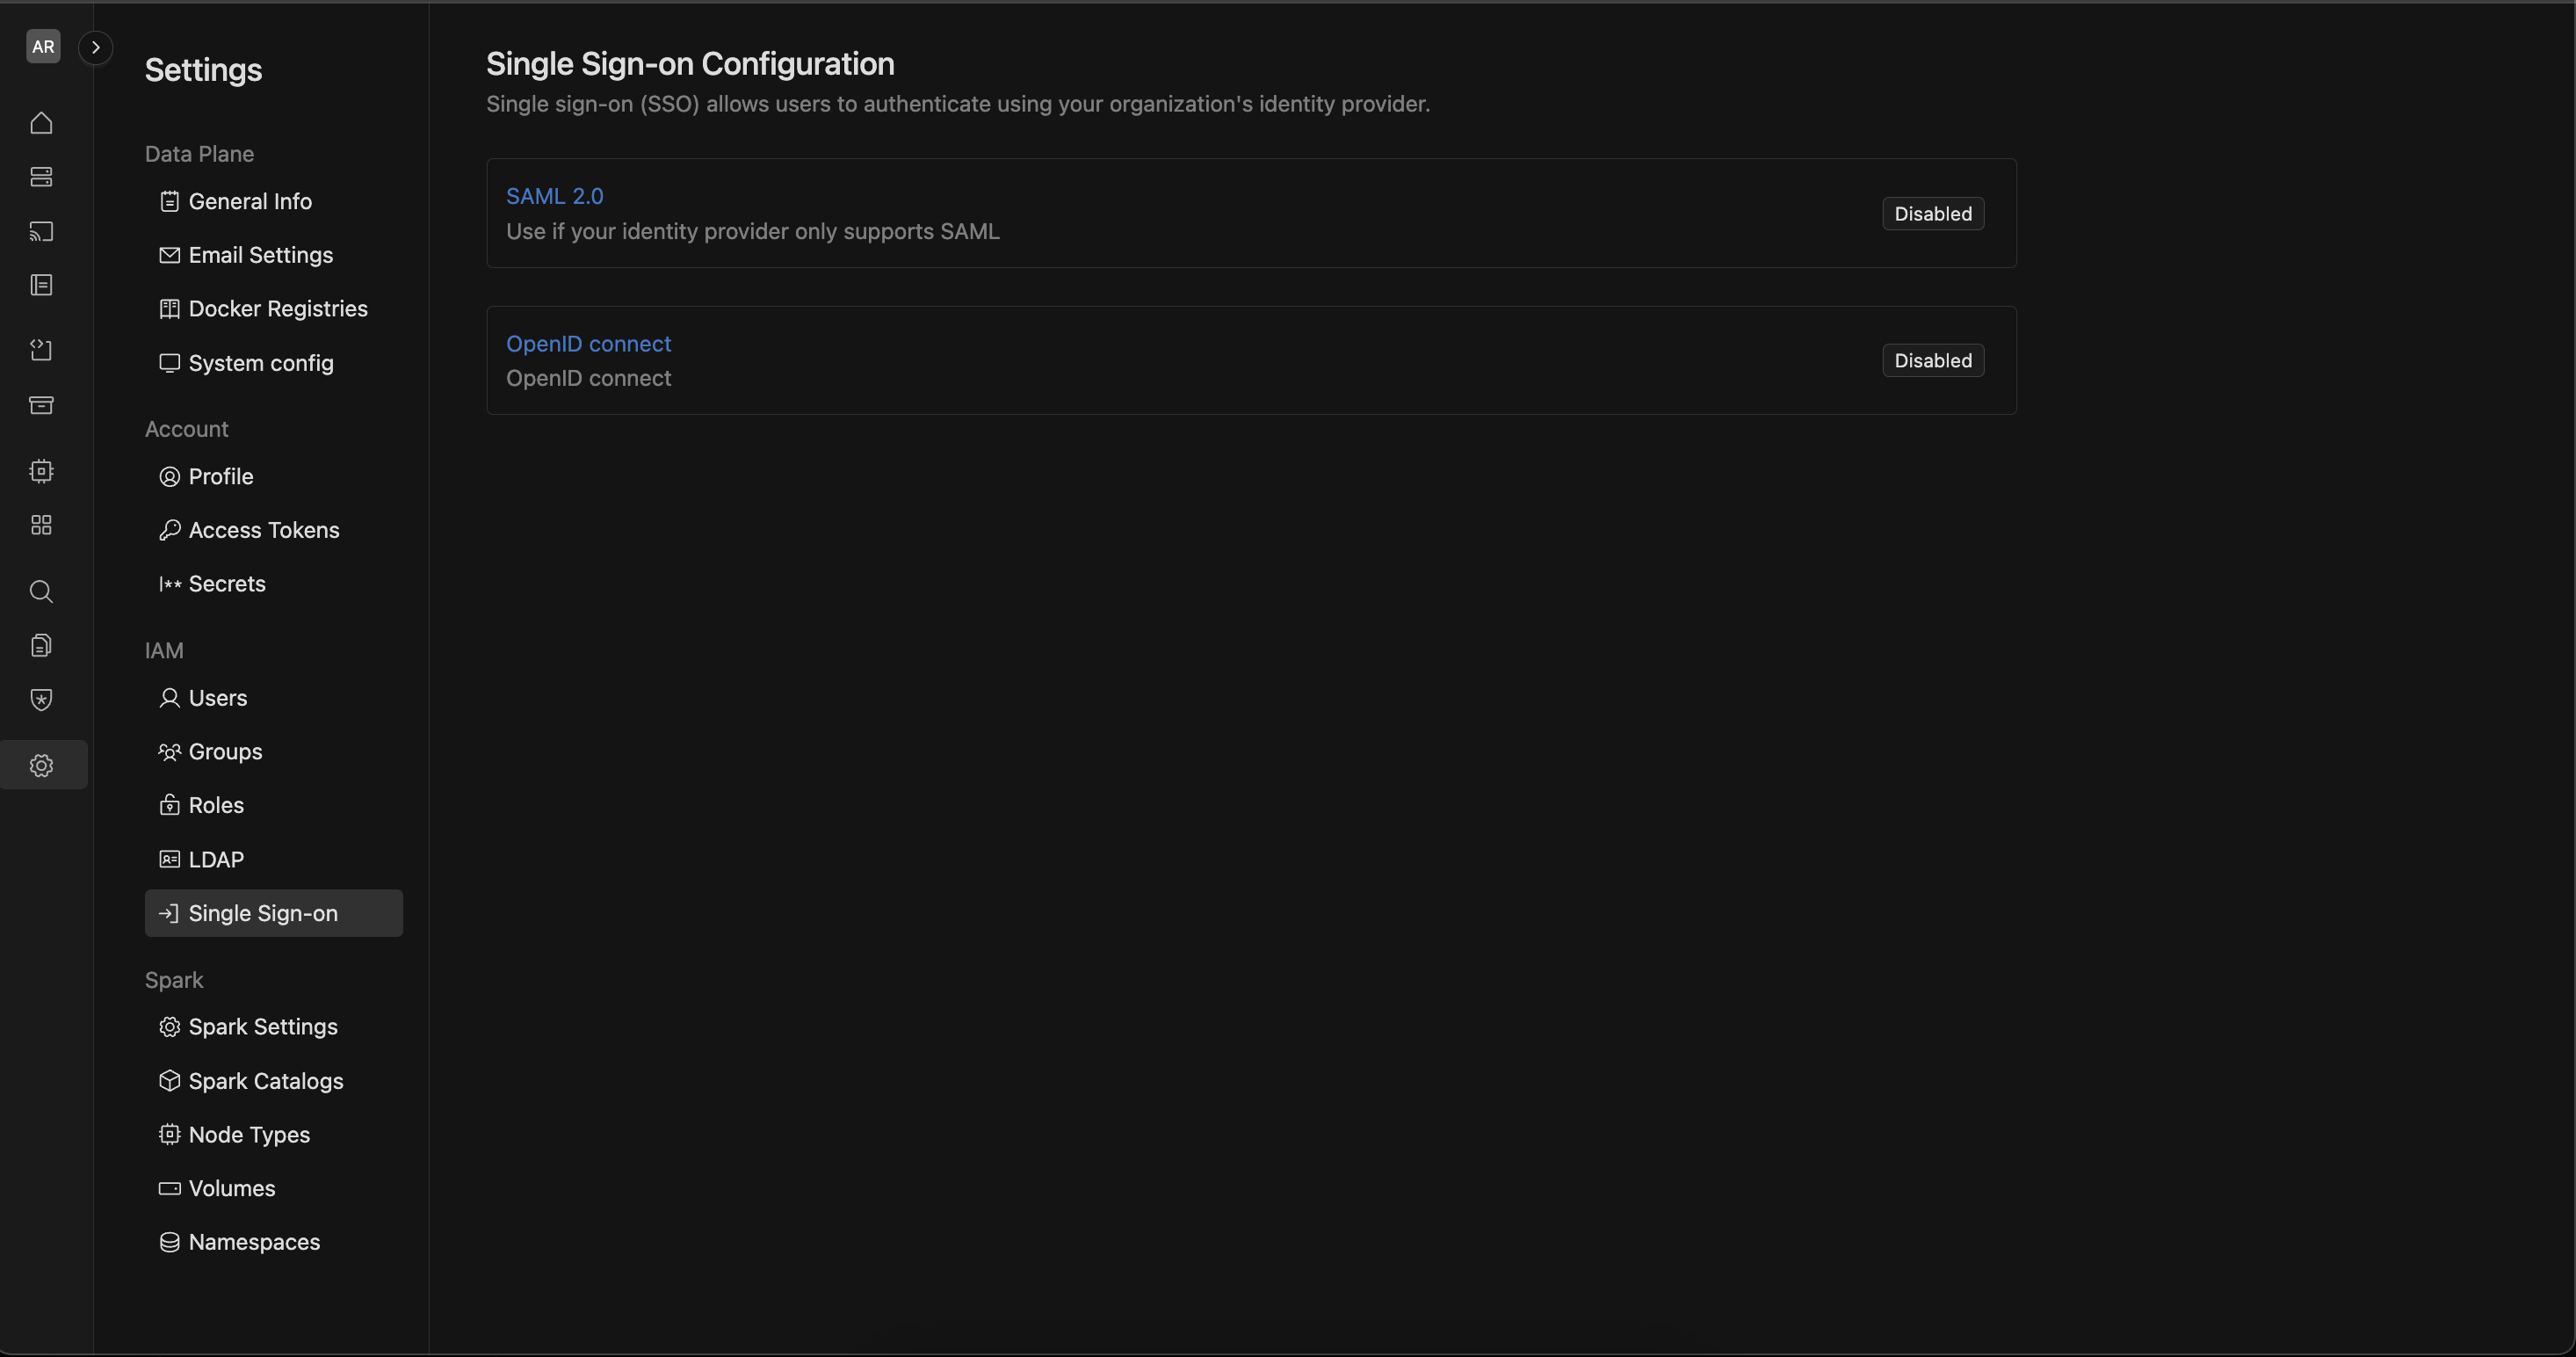 AR
Settings
Data Plane
General Info
Email Settings
Docker Registries
System config
Account
Profile
Access Tokens
Secrets
IAM
Users
Groups
Roles
LDAP
Single Sign-on
Spark
Spark Settings
Spark Catalogs
Node Types
Volumes
Namespaces
Single Sign-on Configuration
Single sign-on (SSO) allows users to authenticate using your organization's identity provider.
SAML 2.0
Use if your identity provider only supports SAML
Disabled
OpenID connect
OpenID connect
Disabled